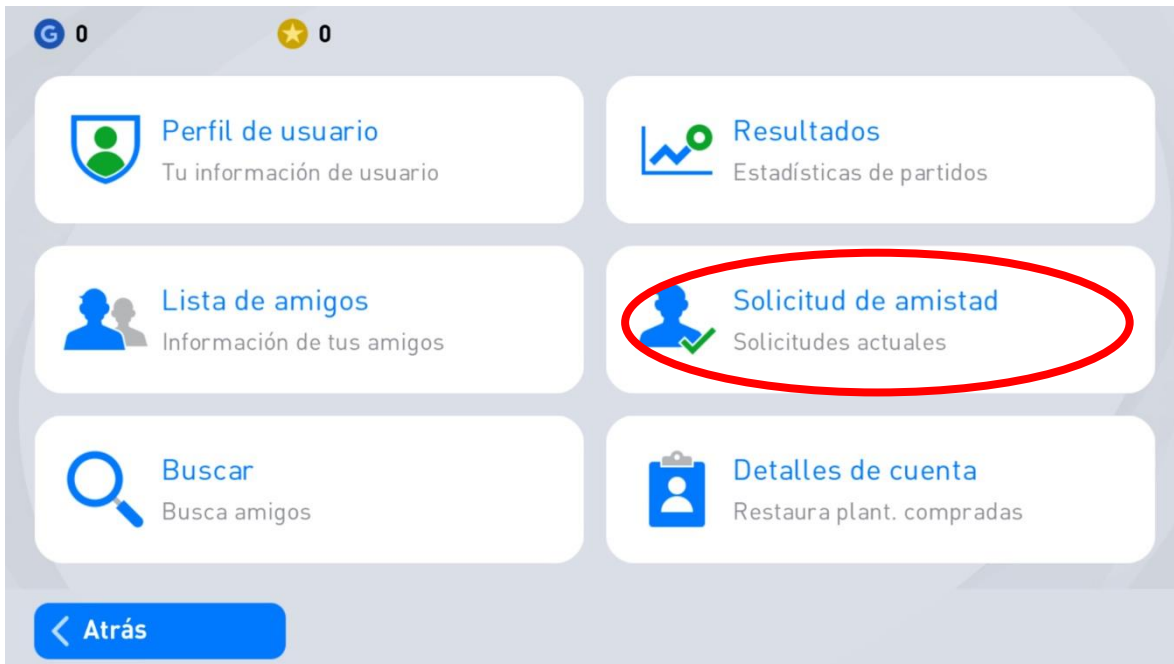 G 0
0
Perfil de usuario
Tu información de usuario
Resultados
Estadísticas de partidos
Lista de amigos
Información de tus amigos
Solicitud de amistad
Solicitudes actuales
Buscar
Busca amigos
Detalles de cuenta
Restaura plant. compradas
Atrás